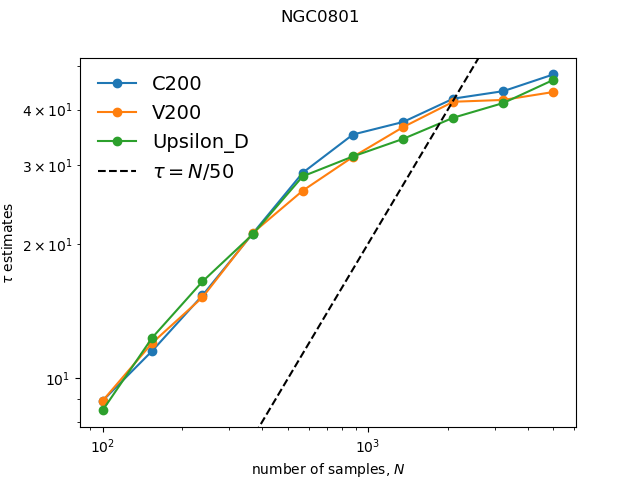 NGC0801
C200
V200
Upsilon_D
τ = N/50
4 × 10¹
3 × 10¹
2 × 10¹
10¹
τ estimates
10² 10³
number of samples, N